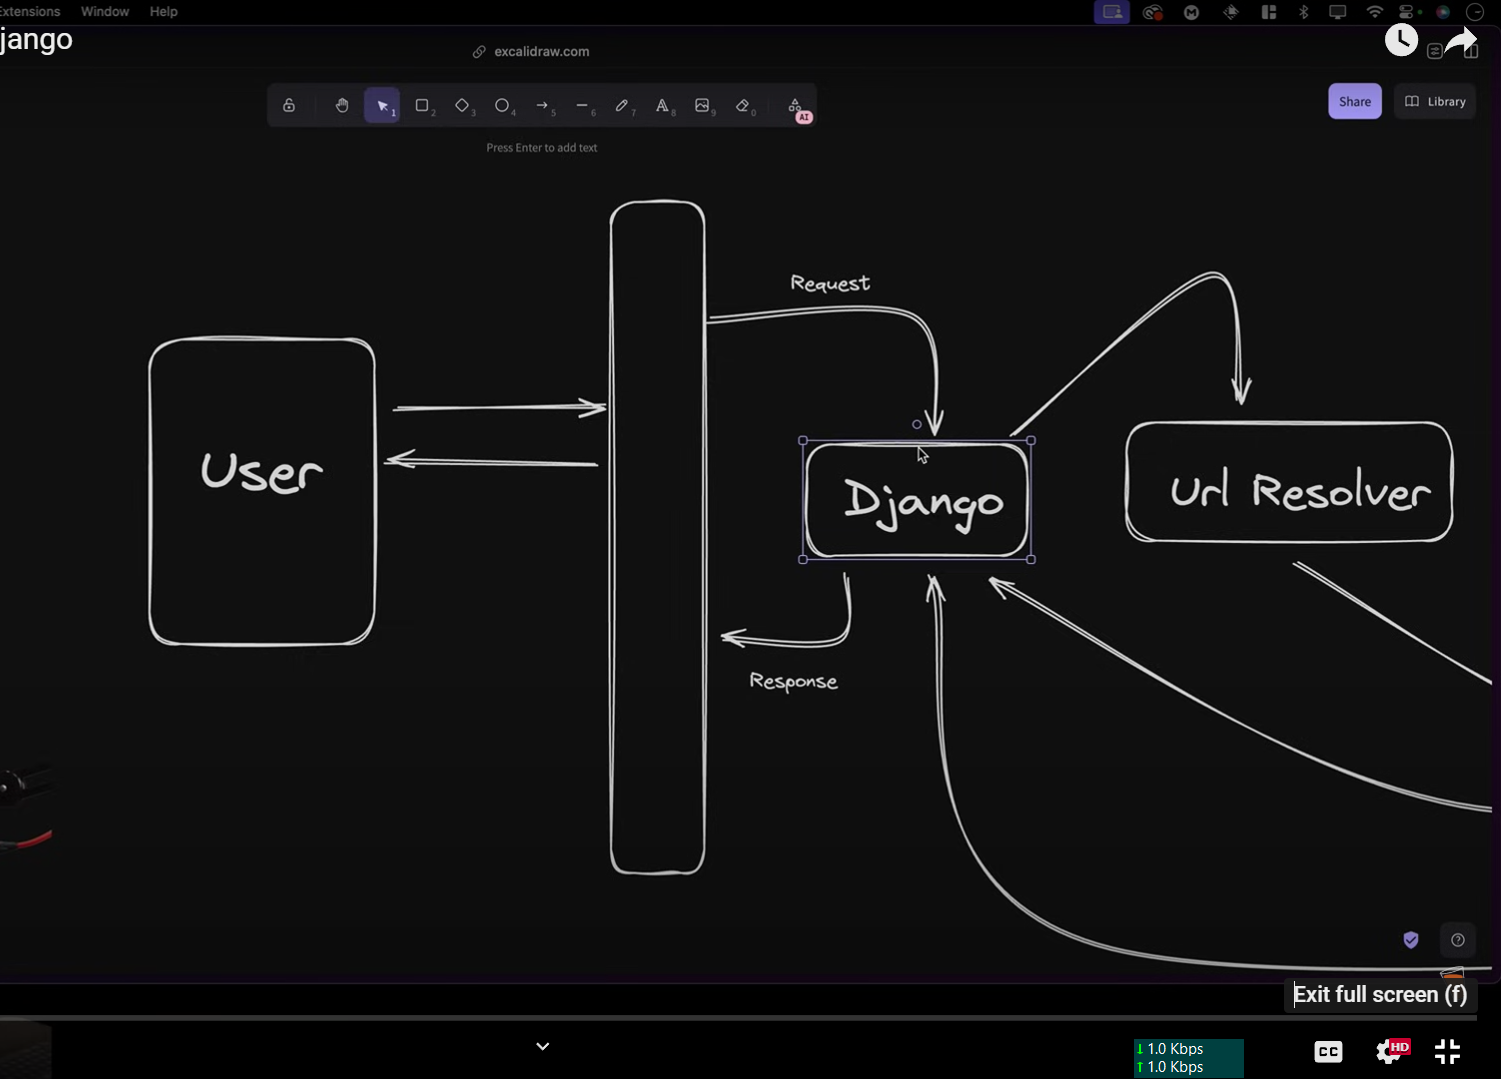 Extensions Window Help
jango
excalidraw.com
1 2 3 4 5 6 7 8 9 0 AI
Share Library
Press Enter to add text
Request
User
Django
Url Resolver
Response
Exit full screen (f)
↓ 1.0 Kbps
↑ 1.0 Kbps
CC HD